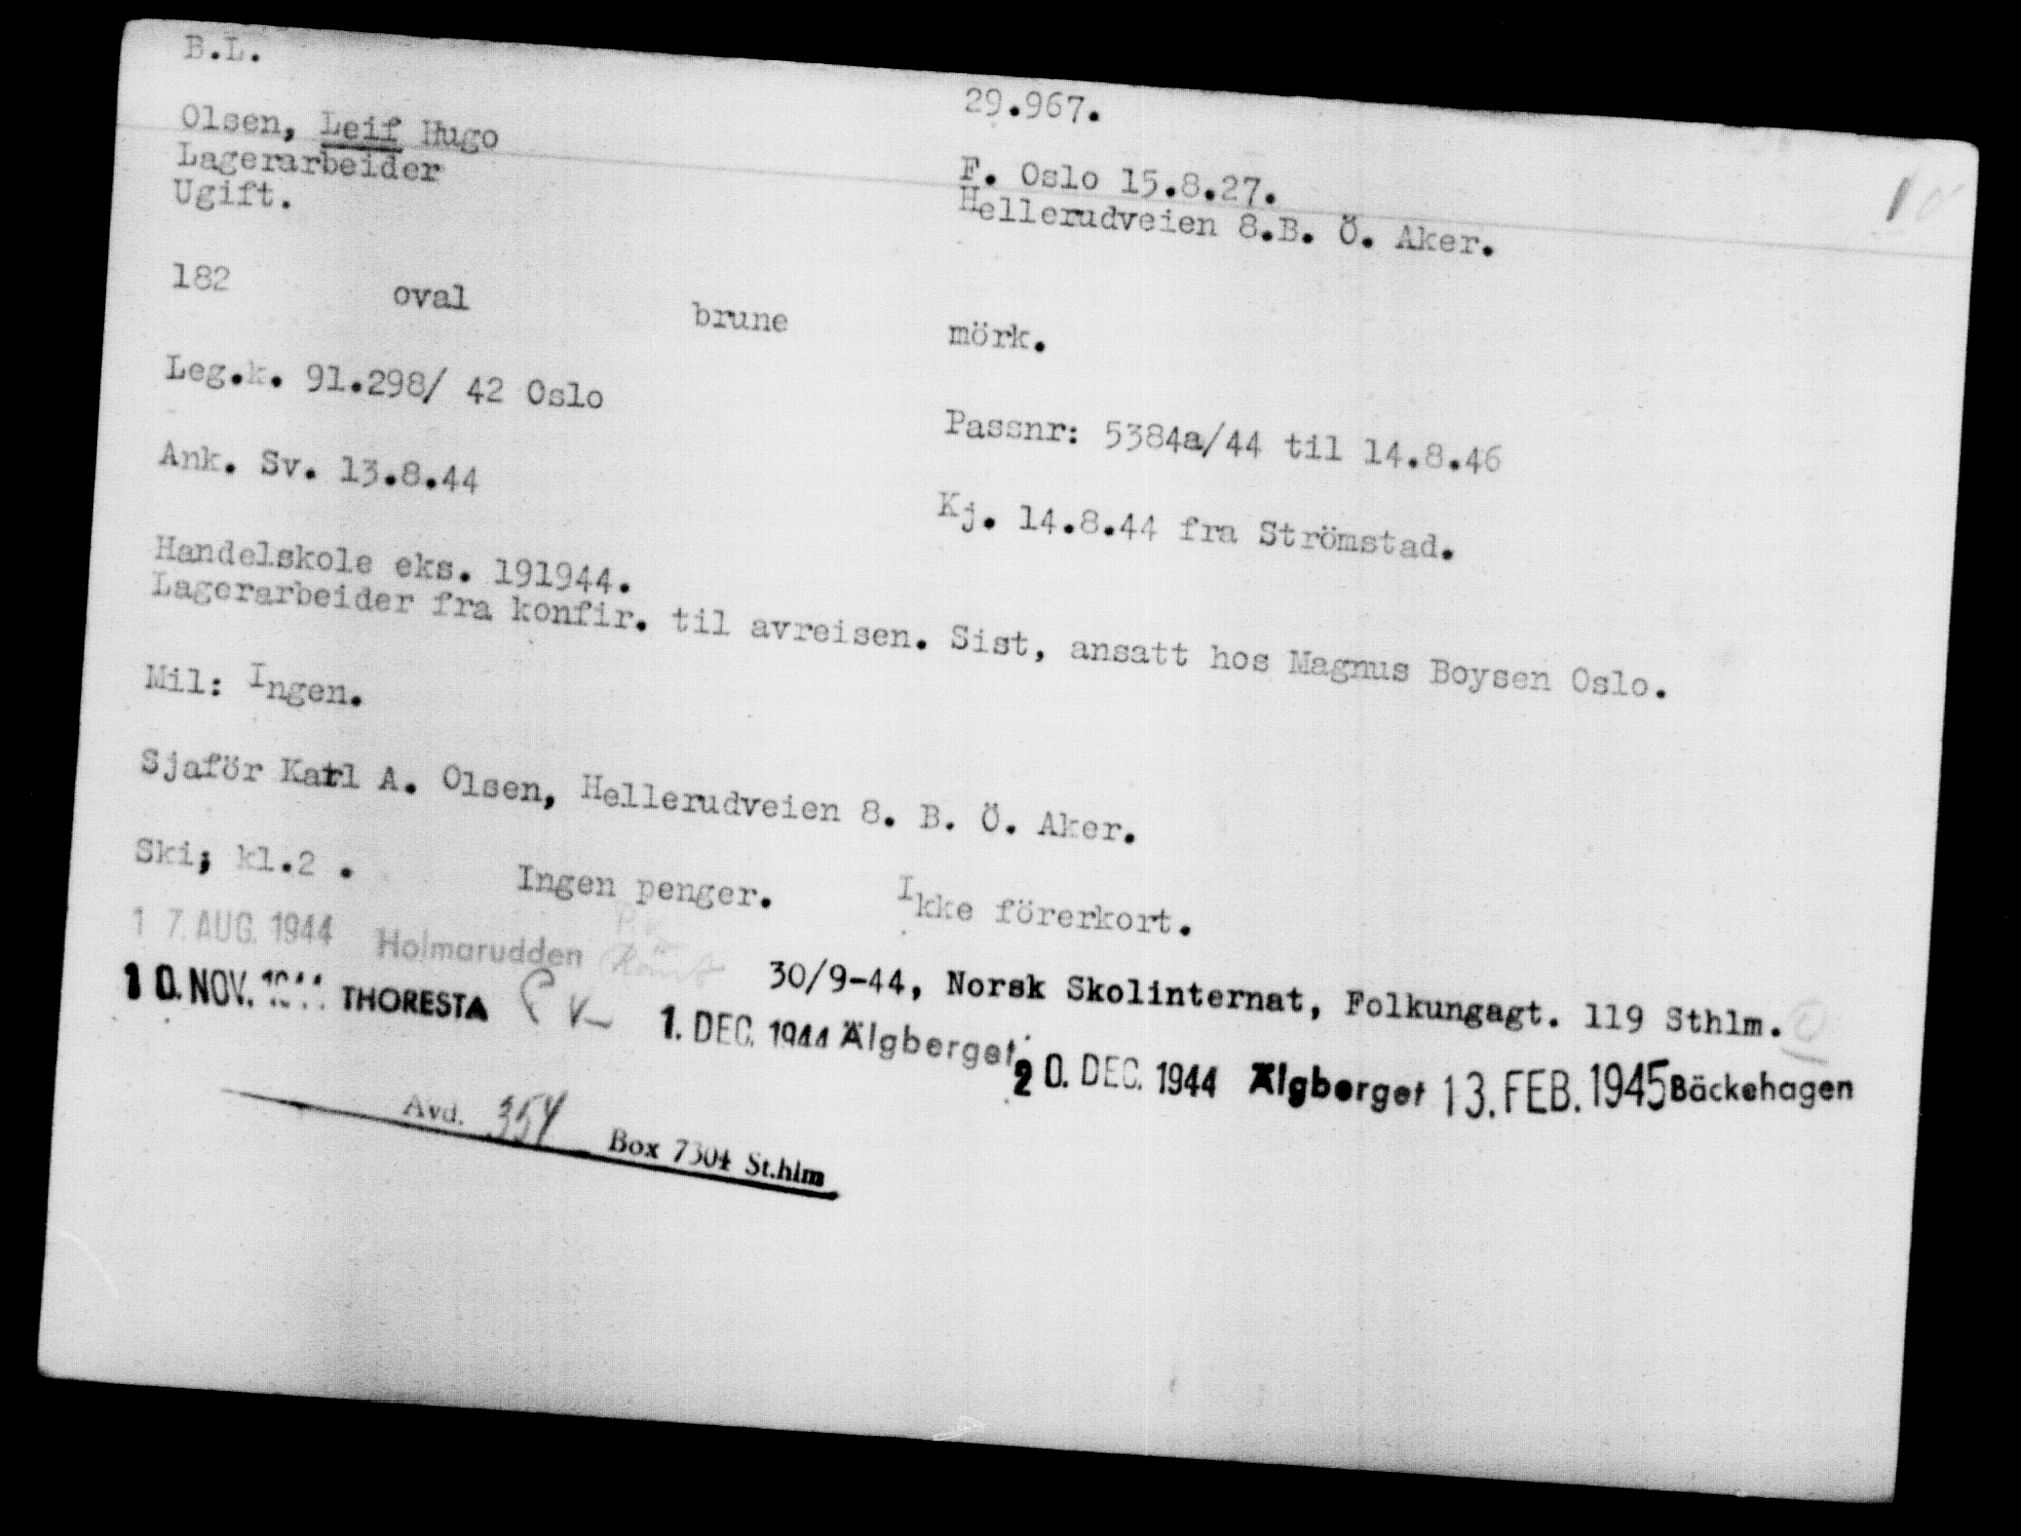 B.L.
29.967.
Olsen, Leif Hugo
Lagerarbeider
Ugift.
F. Oslo 15.8.27.
Hellerudveien 8.B. Ö. Aker.
182 oval brune mörk.
Leg.k. 91.298/ 42 Oslo
Passnr: 5384a/44 til 14.8.46
Ank. Sv. 13.8.44
Kj. 14.8.44 fra Strömstad.
Handelskole eks. 191944.
Lagerarbeider fra konfir. til avreisen. Sist, ansatt hos Magnus Boysen Oslo.
Mil: Ingen.
Sjaför Karl A. Olsen, Hellerudveien 8. B. Ö. Aker.
Ski; kl.2 . Ingen penger. Ikke förerkort.
17. AUG. 1944 Holmarudden
30/9-44, Norsk Skolinternat, Folkungagt. 119 Sthlm.
10. NOV. 1944 THORESTA
1. DEC. 1944 Älgberget
20. DEC. 1944 Älgberget 13. FEB. 1945 Bäckehagen
Avd. 354 Box 7304 St.hlm